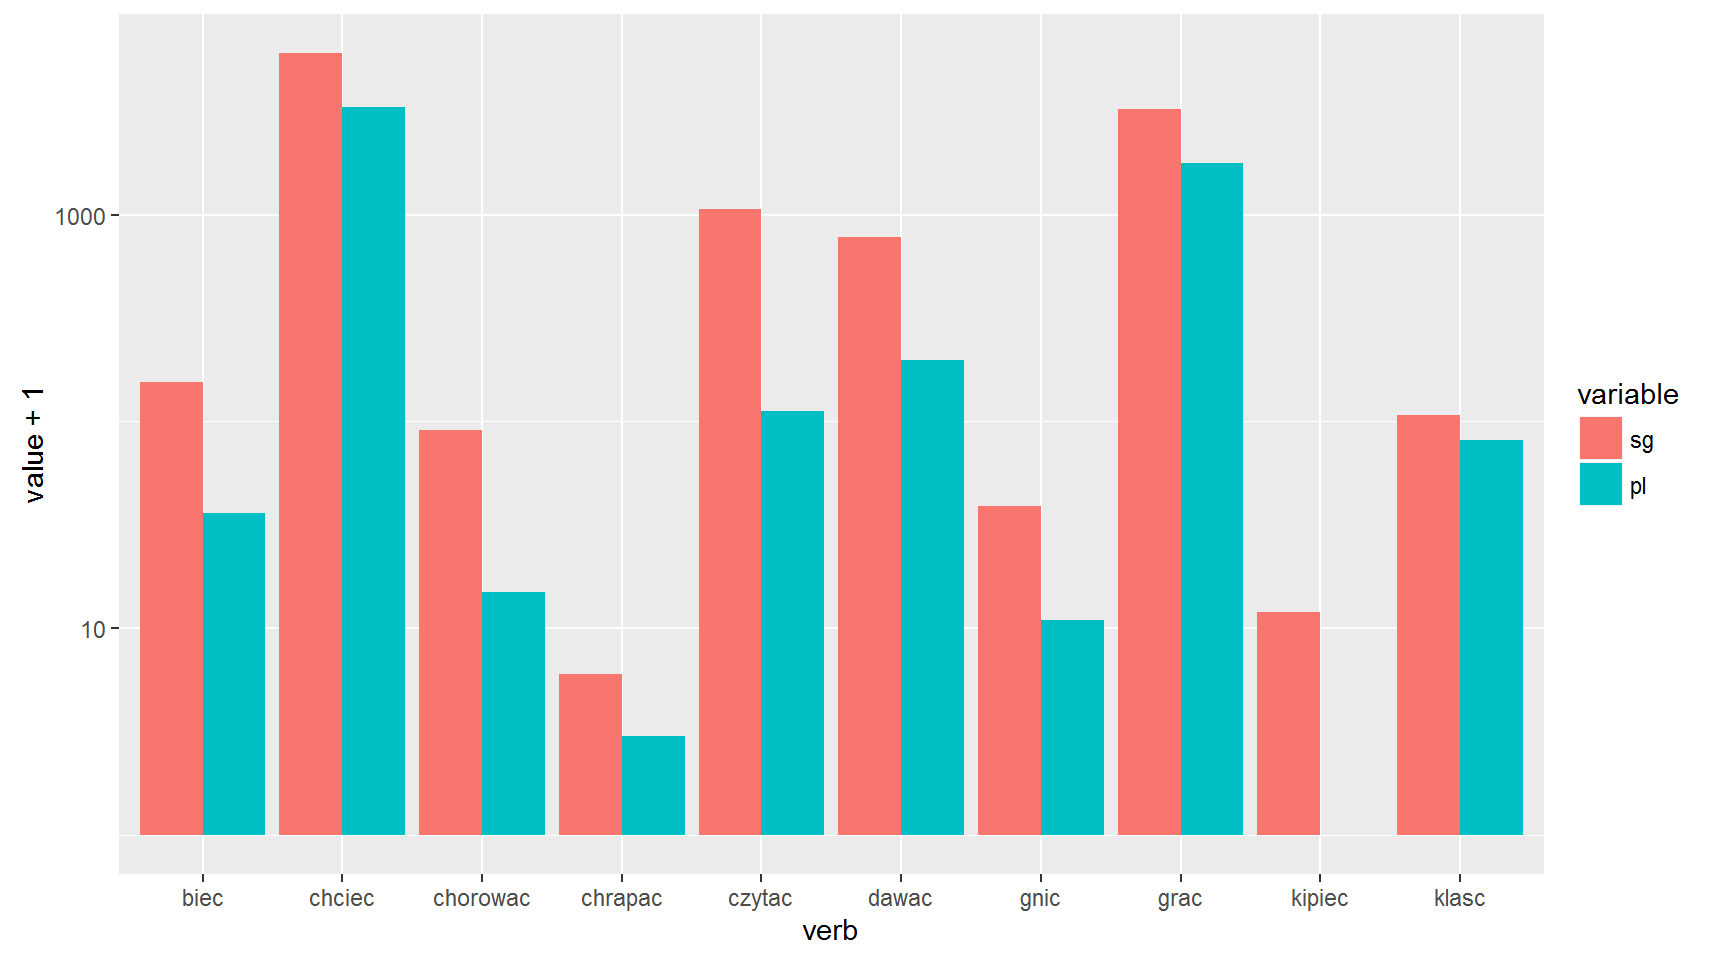 value + 1
1000
10
biec
chciec
chorowac
chrapac
czytac
dawac
gnic
grac
kipiec
klasc
verb
variable
sg
pl